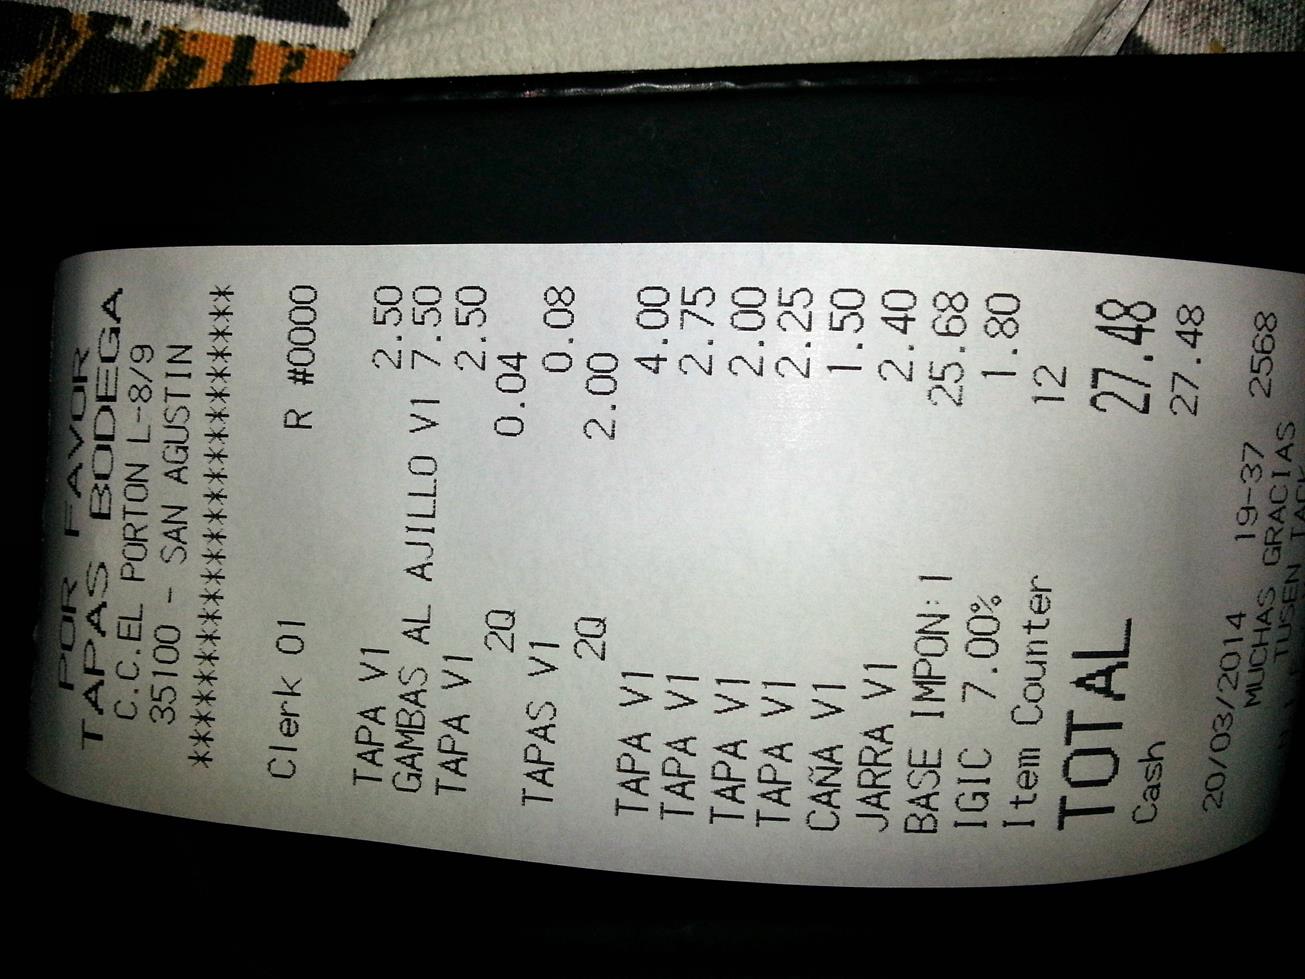 POR FAVOR
TAPAS BODEGA
C.C.EL PORTON L-8/9
35100 - SAN AGUSTIN
******************************
R #0000
Clerk 01
TAPA V1 2.50
GAMBAS AL AJILLO V1 7.50
TAPA V1 2.50
2Q 0.04
TAPAS V1 0.08
2Q 2.00
TAPA V1 4.00
TAPA V1 2.75
TAPA V1 2.00
TAPA V1 2.25
CAÑA V1 1.50
JARRA V1 2.40
BASE IMPON:1 25.68
IGIC 7.00% 1.80
Item Counter 12
TOTAL 27.48
Cash 27.48
20/03/2014 19-37 2568
MUCHAS GRACIAS
TUSEN TACK